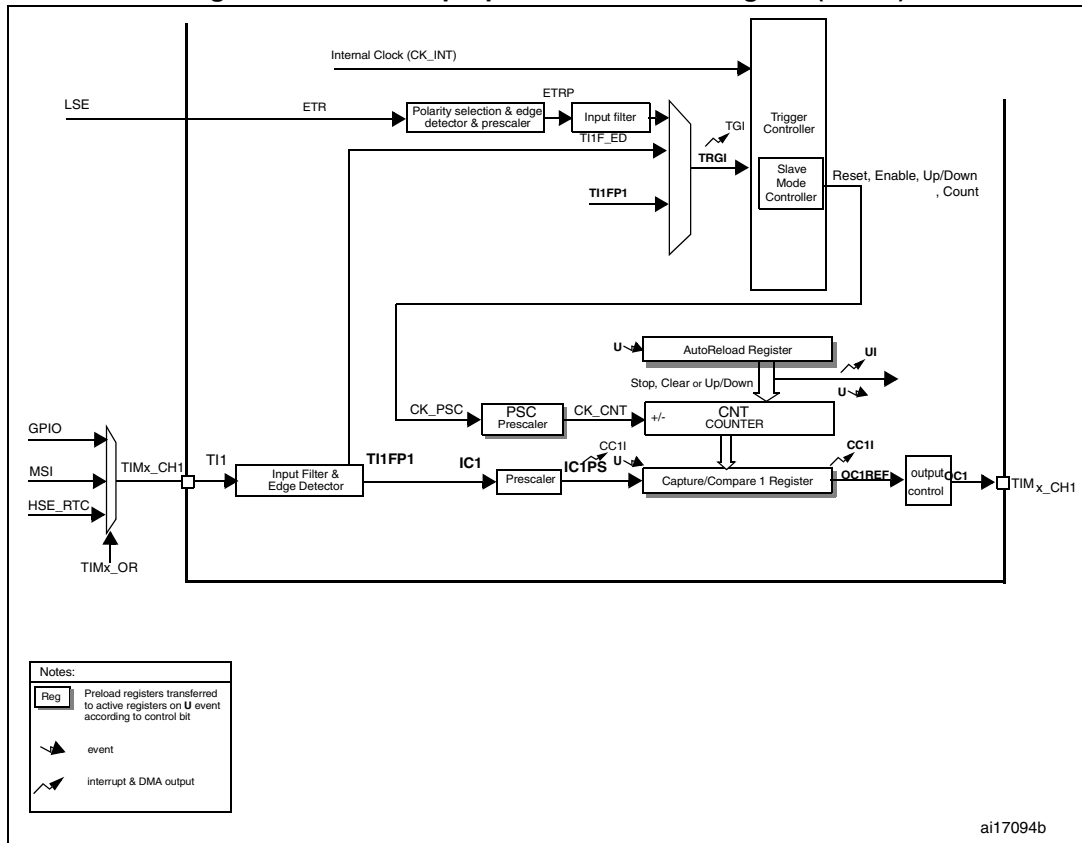 Internal Clock (CK_INT)
LSE
ETR
Polarity selection & edge
detector & prescaler
ETRP
Input filter
TI1F_ED
TI1FP1
TGI
TRGI
Trigger
Controller
Slave
Mode
Controller
Reset, Enable, Up/Down
, Count
U
AutoReload Register
UI
Stop, Clear or Up/Down
U
CK_PSC
PSC
Prescaler
CK_CNT
+/-
CNT
COUNTER
GPIO
MSI
HSE_RTC
TIMx_OR
TIMx_CH1
TI1
Input Filter &
Edge Detector
TI1FP1
IC1
Prescaler
IC1PS
CC1I
U
Capture/Compare 1 Register
CC1I
OC1REF
output
control
OC1
TIMx_CH1
Notes:
Reg
Preload registers transferred
to active registers on U event
according to control bit
event
interrupt & DMA output
ai17094b